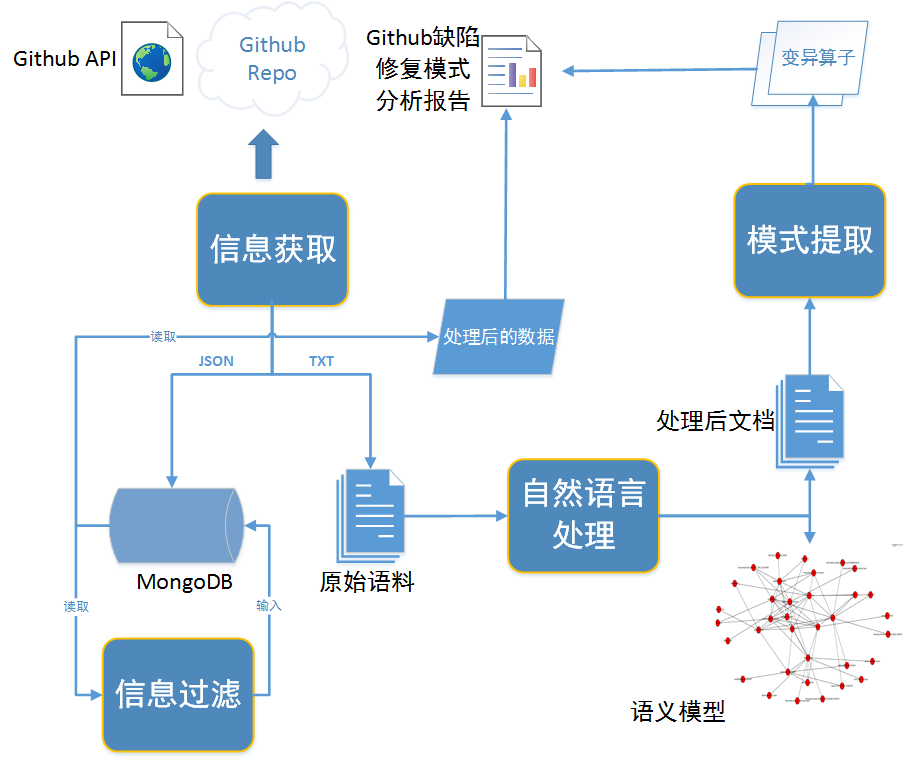 Github API
Github
Repo
Github缺陷
修复模式
分析报告
变异算子
信息获取
模式提取
读取
处理后的数据
JSON
TXT
处理后文档
自然语言
处理
MongoDB
原始语料
读取
输入
信息过滤
语义模型